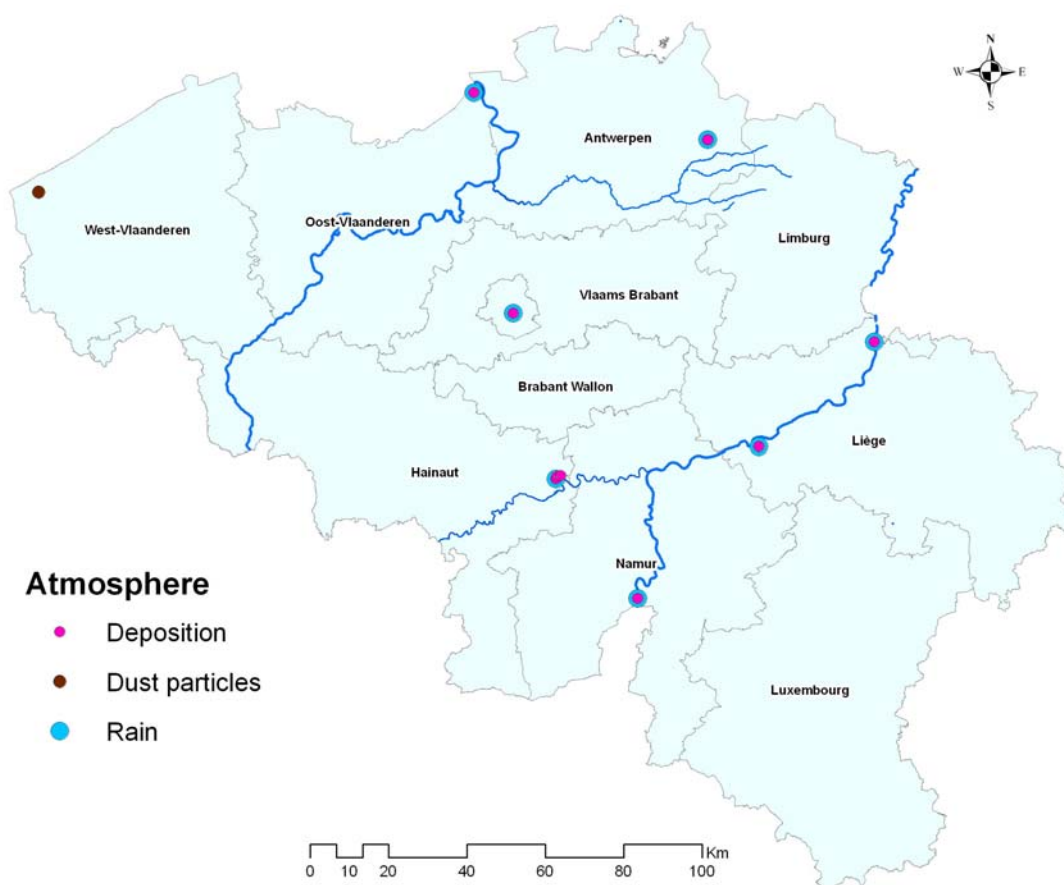 N
W E
S
Antwerpen
West-Vlaanderen
Oost-Vlaanderen
Limburg
Vlaams Brabant
Brabant Wallon
Liège
Hainaut
Namur
Atmosphere
Deposition
Dust particles
Luxembourg
Rain
Km
0 10 20 40 60 80 100